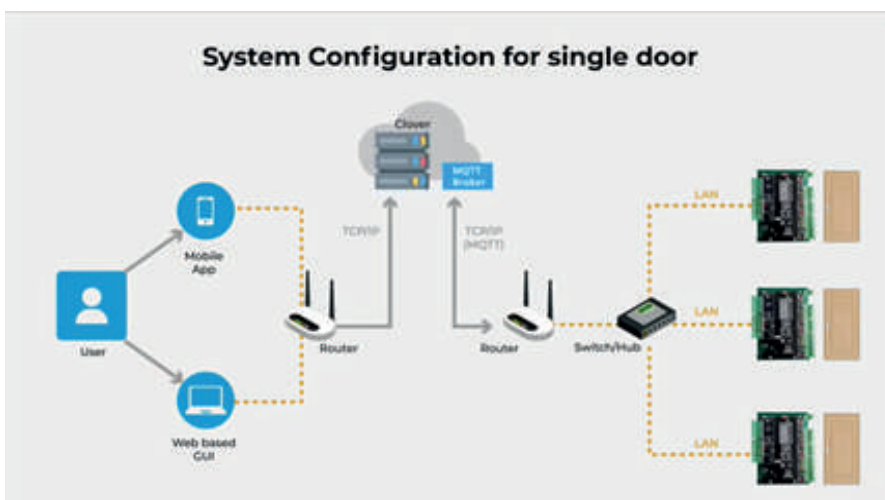 System Configuration for single door
Clover
MQTT
Broker
TCP/IP
TCP/IP
(MQTT)
Mobile
App
User
Web based
GUI
Router
Router
Switch/Hub
LAN
LAN
LAN